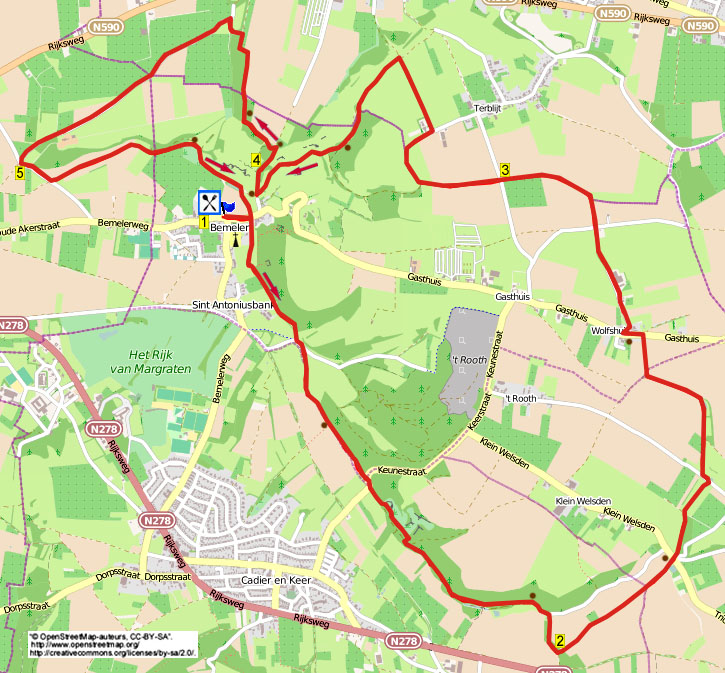 N590
N590
N590
Rijksweg
Rijksweg
Rijksweg
Terblijt
4
3
5
1
Oude Akerstraat
Bemelerweg
Bemelen
Gasthuis
Gasthuis
Gasthuis
Gasthuis
Sint Antoniusbank
Wolfshuis
N278
Het Rijk
van Margraten
Bemelerweg
't Rooth
Keunestraat
Keerstraat
't Rooth
N278
Rijksweg
Klein Welsden
Keunestraat
Klein Welsden
Klein Welsden
N278
Rijksweg
Dorpsstraat
Dorpsstraat
Dorpsstraat
Cadier en Keer
Rijksweg
N278
2
N278
"© OpenStreetMap-auteurs, CC-BY-SA".
http://www.openstreetmap.org/
http://creativecommons.org/licenses/by-sa/2.0/.